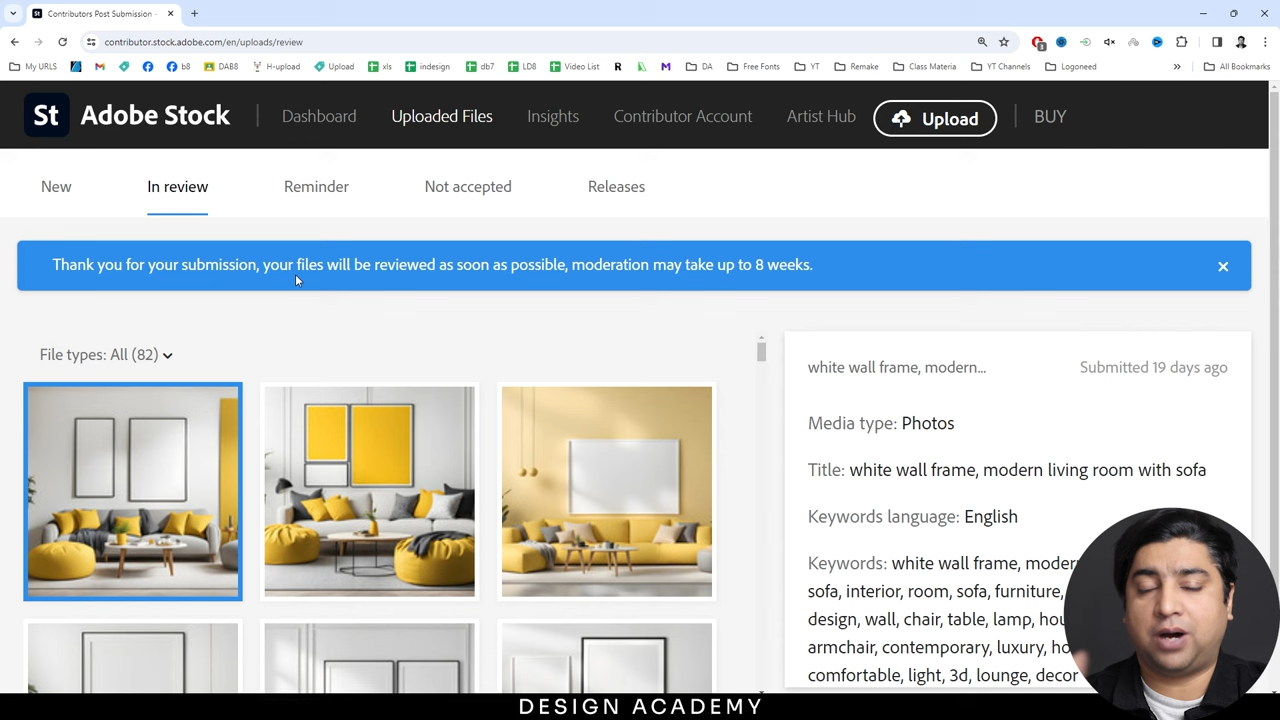 Contributors Post Submission -
contributor.stock.adobe.com/en/uploads/review
My URLS
b8
DAB8
H-upload
Upload
xls
indesign
db7
LD8
Video List
DA
Free Fonts
YT
Remake
Class Materia
YT Channels
Logoneed
»
All Bookmarks
St Adobe Stock
Dashboard
Uploaded Files
Insights
Contributor Account
Artist Hub
Upload
BUY
New
In review
Reminder
Not accepted
Releases
Thank you for your submission, your files will be reviewed as soon as possible, moderation may take up to 8 weeks.
File types: All (82)
white wall frame, modern...
Submitted 19 days ago
Media type: Photos
Title: white wall frame, modern living room with sofa
Keywords language: English
Keywords: white wall frame, modern
sofa, interior, room, sofa, furniture,
design, wall, chair, table, lamp,
armchair, contemporary, luxury,
comfortable, light, 3d, lounge, decor
DESIGN ACADEMY